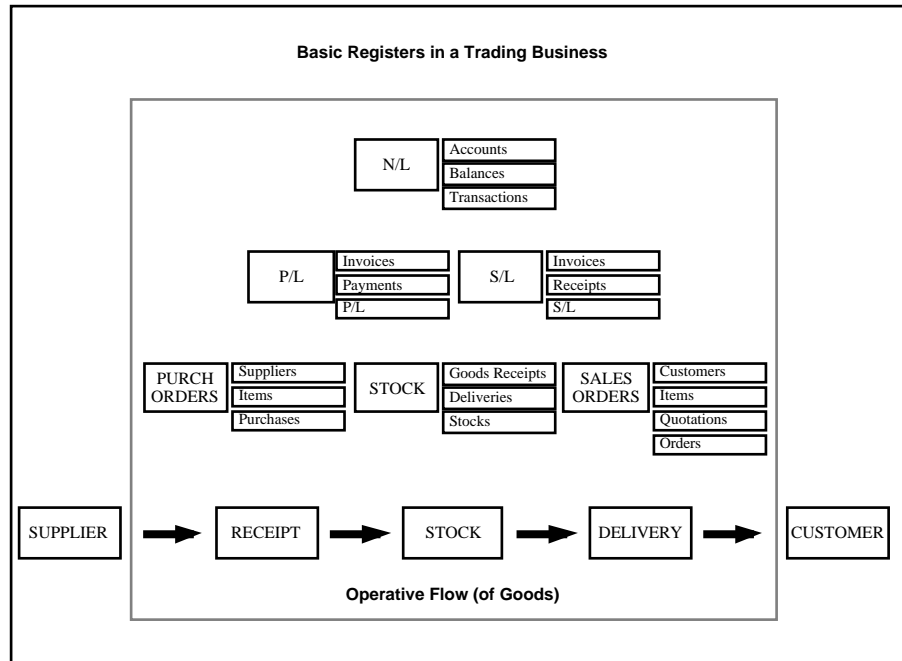 Basic Registers in a Trading Business
N/L
Accounts
Balances
Transactions
P/L
Invoices
Payments
P/L
S/L
Invoices
Receipts
S/L
PURCH
ORDERS
Suppliers
Items
Purchases
STOCK
Goods Receipts
Deliveries
Stocks
SALES
ORDERS
Customers
Items
Quotations
Orders
SUPPLIER
RECEIPT
STOCK
DELIVERY
CUSTOMER
Operative Flow (of Goods)